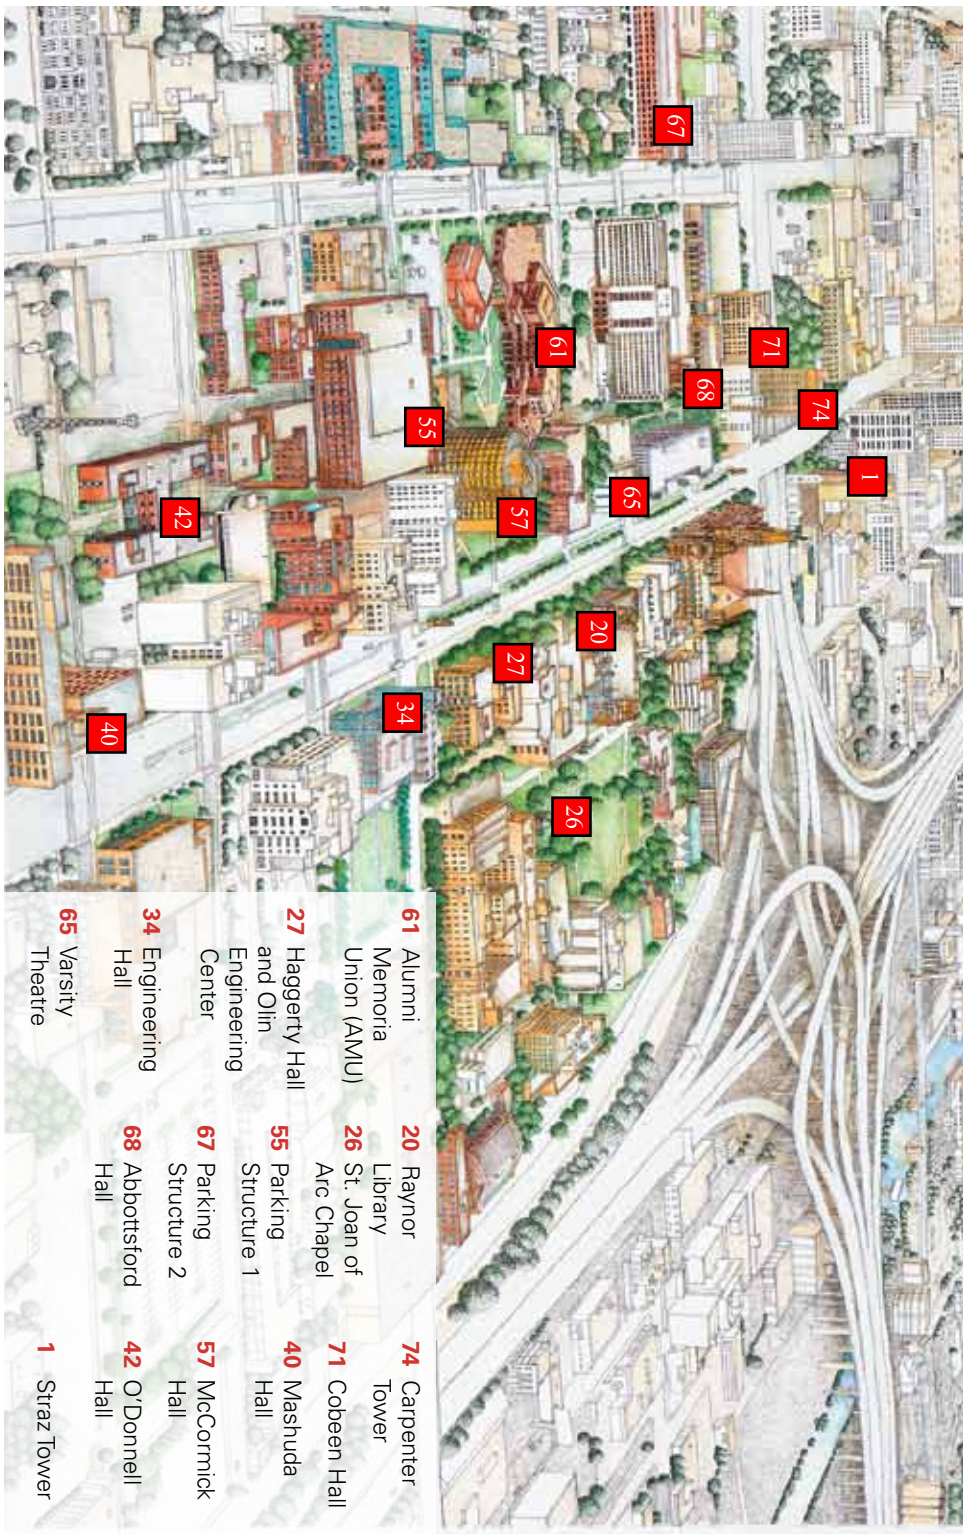 67
61
71
68
74
55
1
65
57
42
20
27
34
40
26
61 Alumni
Memoria
Union (AMU)
27 Haggerty Hall
and Olin
Engineering
Center
34 Engineering
Hall
65 Varsity
Theatre
20 Raynor
Library
26 St. Joan of
Arc Chapel
55 Parking
Structure 1
67 Parking
Structure 2
68 Abbottsford
Hall
74 Carpenter
Tower
71 Cobeen Hall
40 Mashuda
Hall
57 McCormick
Hall
42 O'Donnell
Hall
1 Straz Tower